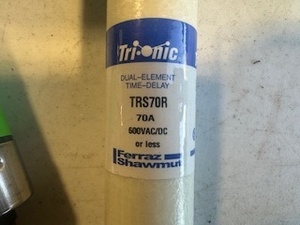 Tri-onic
DUAL-ELEMENT
TIME-DELAY
TRS70R
70A
600VAC/DC
or less
Ferraz
Shawmut